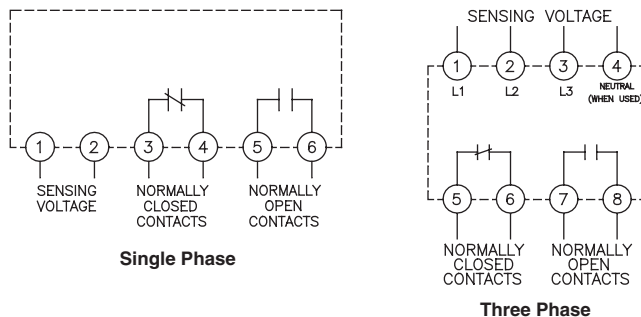 1 2 3 4 5 6
SENSING
VOLTAGE
NORMALLY
CLOSED
CONTACTS
NORMALLY
OPEN
CONTACTS
Single Phase
SENSING VOLTAGE
1 2 3 4
L1 L2 L3 NEUTRAL
(WHEN USED)
5 6 7 8
NORMALLY
CLOSED
CONTACTS
NORMALLY
OPEN
CONTACTS
Three Phase